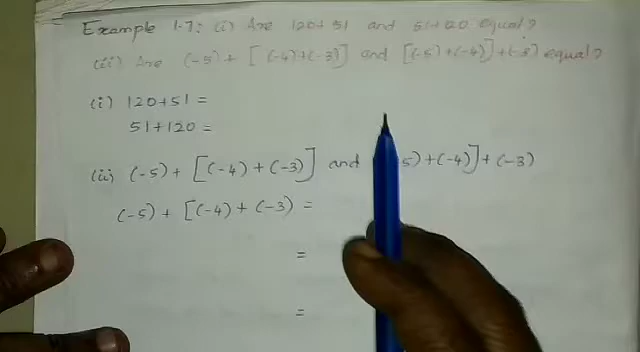 Example 1.7: (i) Are 120+51 and 51+120 equal?
(ii) Are (-5) + [(-4)+(-3)] and [(-5)+(-4)]+(-3) equal?
(i) 120+51 =
51+120 =
(ii) (-5) + [(-4) + (-3)] and 5) +(-4)] + (-3)
(-5) + [(-4) + (-3) =
=
=